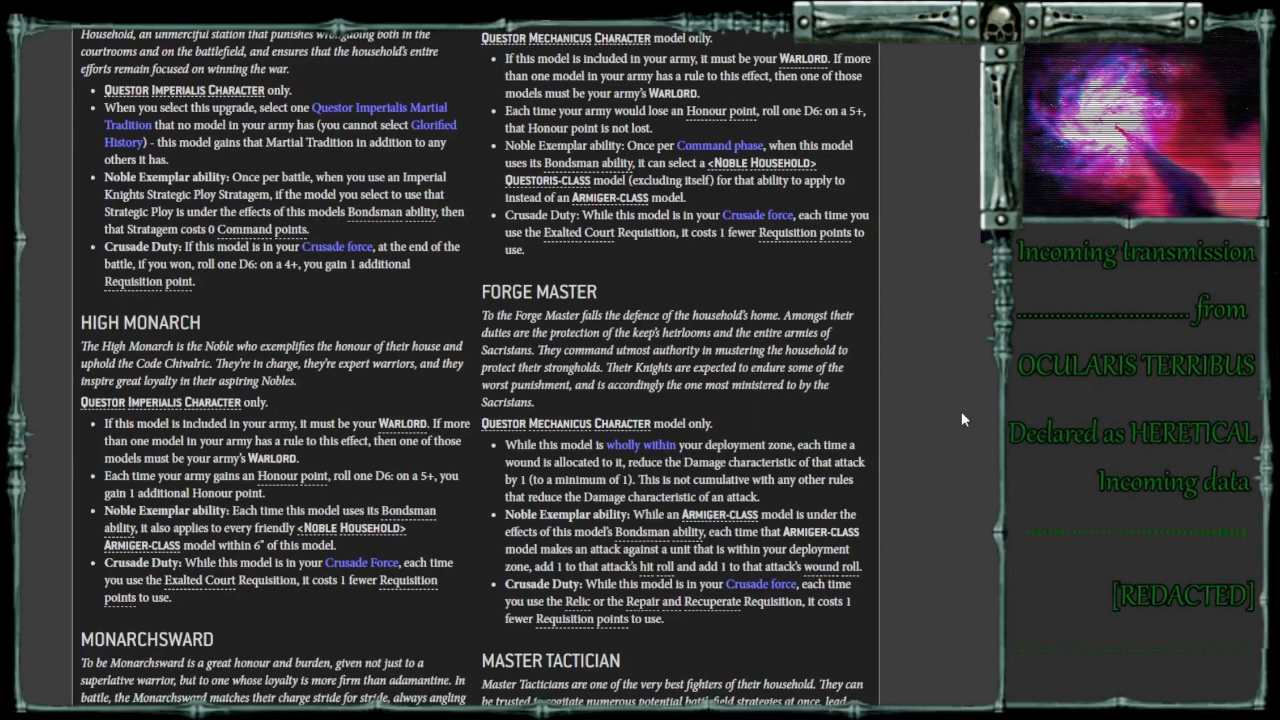 Household, an unmerciful station that punishes wrongdoing both in the
courtrooms and on the battlefield, and ensures that the household's entire
efforts remain focused on winning the war.
QUESTOR IMPERIALIS CHARACTER only.
When you select this upgrade, select one Questor Imperialis Martial
Tradition that no model in your army has (you cannot select Glorified
History) - this model gains that Martial Tradition in addition to any
others it has.
Noble Exemplar ability: Once per battle, when you use an Imperial
Knights Strategic Ploy Stratagem, if the model you select to use that
Strategic Ploy is under the effects of this models Bondsman ability, then
that Stratagem costs 0 Command points.
Crusade Duty: If this model is in your Crusade force, at the end of the
battle, if you won, roll one D6: on a 4+, you gain 1 additional
Requisition point.
HIGH MONARCH
The High Monarch is the Noble who exemplifies the honour of their house and
uphold the Code Chivalric. They're in charge, they're expert warriors, and they
inspire great loyalty in their aspiring Nobles.
QUESTOR IMPERIALIS CHARACTER only.
If this model is included in your army, it must be your WARLORD. If more
than one model in your army has a rule to this effect, then one of those
models must be your army's WARLORD.
Each time your army gains an Honour point, roll one D6: on a 5+, you
gain 1 additional Honour point.
Noble Exemplar ability: Each time this model uses its Bondsman
ability, it also applies to every friendly <NOBLE HOUSEHOLD>
ARMIGER-CLASS model within 6" of this model.
Crusade Duty: While this model is in your Crusade Force, each time
you use the Exalted Court Requisition, it costs 1 fewer Requisition
points to use.
MONARCHSWARD
To be Monarchsward is a great honour and burden, given not just to a
superlative warrior, but to one whose loyalty is more firm than adamantine. In
battle, the Monarchsward matches their charge stride for stride, always angling
QUESTOR MECHANICUS CHARACTER model only.
If this model is included in your army, it must be your WARLORD. If more
than one model in your army has a rule to this effect, then one of those
models must be your army's WARLORD.
Each time your army would lose an Honour point, roll one D6: on a 5+,
that Honour point is not lost.
Noble Exemplar ability: Once per Command phase, when this model
uses its Bondsman ability, it can select a <NOBLE HOUSEHOLD>
QUESTORIS-CLASS model (excluding itself) for that ability to apply to
instead of an ARMIGER-CLASS model.
Crusade Duty: While this model is in your Crusade force, each time you
use the Exalted Court Requisition, it costs 1 fewer Requisition points to
use.
FORGE MASTER
To the Forge Master falls the defence of the household's home. Amongst their
duties are the protection of the keep's heirlooms and the entire armies of
Sacristans. They command utmost authority in mustering the household to
protect their strongholds. Their Knights are expected to endure some of the
worst punishment, and is accordingly the one most ministered to by the
Sacristans.
QUESTOR MECHANICUS CHARACTER model only.
While this model is wholly within your deployment zone, each time a
wound is allocated to it, reduce the Damage characteristic of that attack
by 1 (to a minimum of 1). This is not cumulative with any other rules
that reduce the Damage characteristic of an attack.
Noble Exemplar ability: While an ARMIGER-CLASS model is under the
effects of this model's Bondsman ability, each time that ARMIGER-CLASS
model makes an attack against a unit that is within your deployment
zone, add 1 to that attack's hit roll and add 1 to that attack's wound roll.
Crusade Duty: While this model is in your Crusade force, each time
you use the Relic or the Repair and Recuperate Requisition, it costs 1
fewer Requisition points to use.
MASTER TACTICIAN
Master Tacticians are one of the very best fighters of their household. They can
be trusted to cogitate numerous potential battlefield strategies at once, lead
Incoming transmission
................................ from
OCULARIS TERRIBUS
Declared as HERETICAL
Incoming data
[REDACTED]